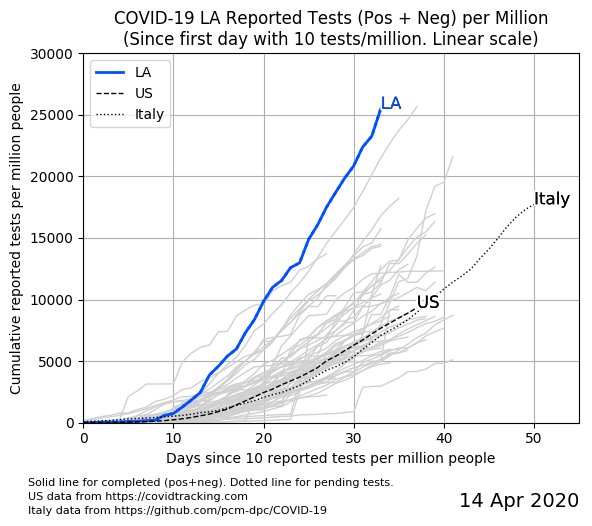 COVID-19 LA Reported Tests (Pos + Neg) per Million
(Since first day with 10 tests/million. Linear scale)
Cumulative reported tests per million people
30000
25000
20000
15000
10000
5000
0
LA
US
Italy
LA
Italy
US
0 10 20 30 40 50
Days since 10 reported tests per million people
Solid line for completed (pos+neg). Dotted line for pending tests.
US data from https://covidtracking.com
Italy data from https://github.com/pcm-dpc/COVID-19
14 Apr 2020